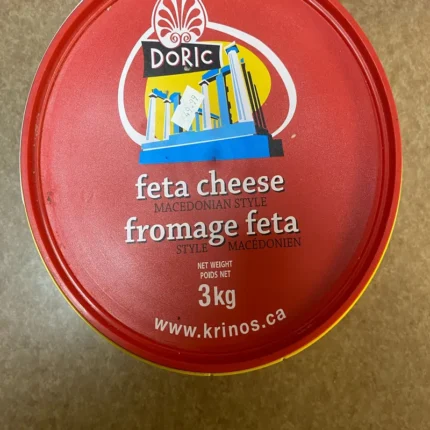 DORIC
feta cheese
MACEDONIAN STYLE
fromage feta
STYLE MACÉDONIEN
NET WEIGHT
POIDS NET
3kg
www.krinos.ca